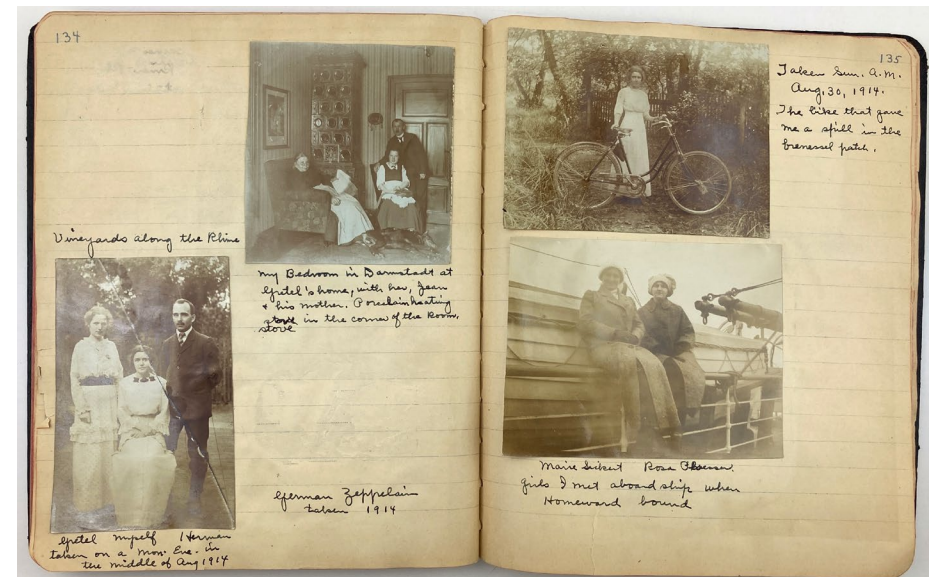 134
Vineyards along the Rhine
My Bedroom in Darmstadt at
Gretel's home, with her, Jean
& his mother. Porcelain heating
stove in the corner of the Room.
stove
Gretel myself Herman
taken on a Mon. Eve. in
the middle of Aug 1914
German Zeppelin
taken 1914
135
Taken Sun. A.M.
Aug. 30, 1914.
The bike that gave
me a spill in the
brenessel patch.
Marie Rosa
girls I met aboard ship when
Homeward bound